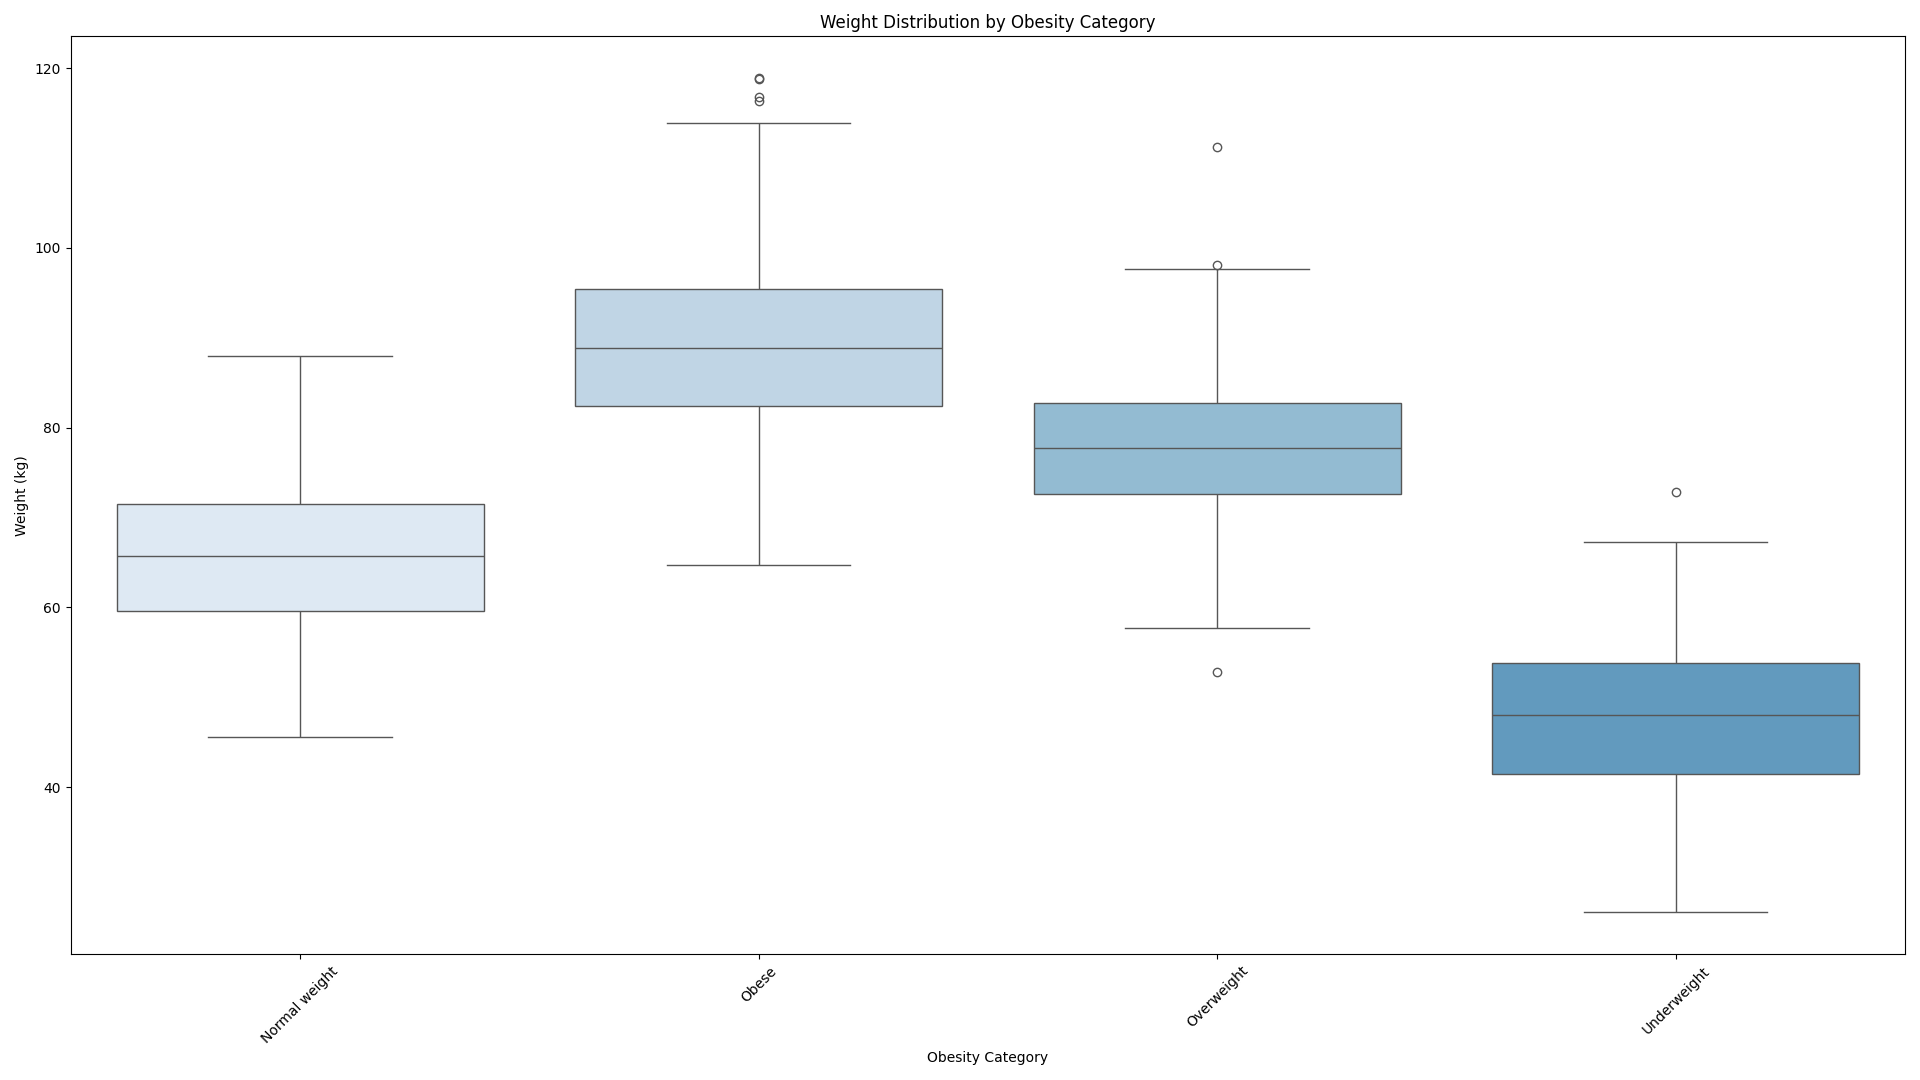 Weight Distribution by Obesity Category
120
100
80
60
40
Weight (kg)
Normal weight
Obese
Overweight
Underweight
Obesity Category